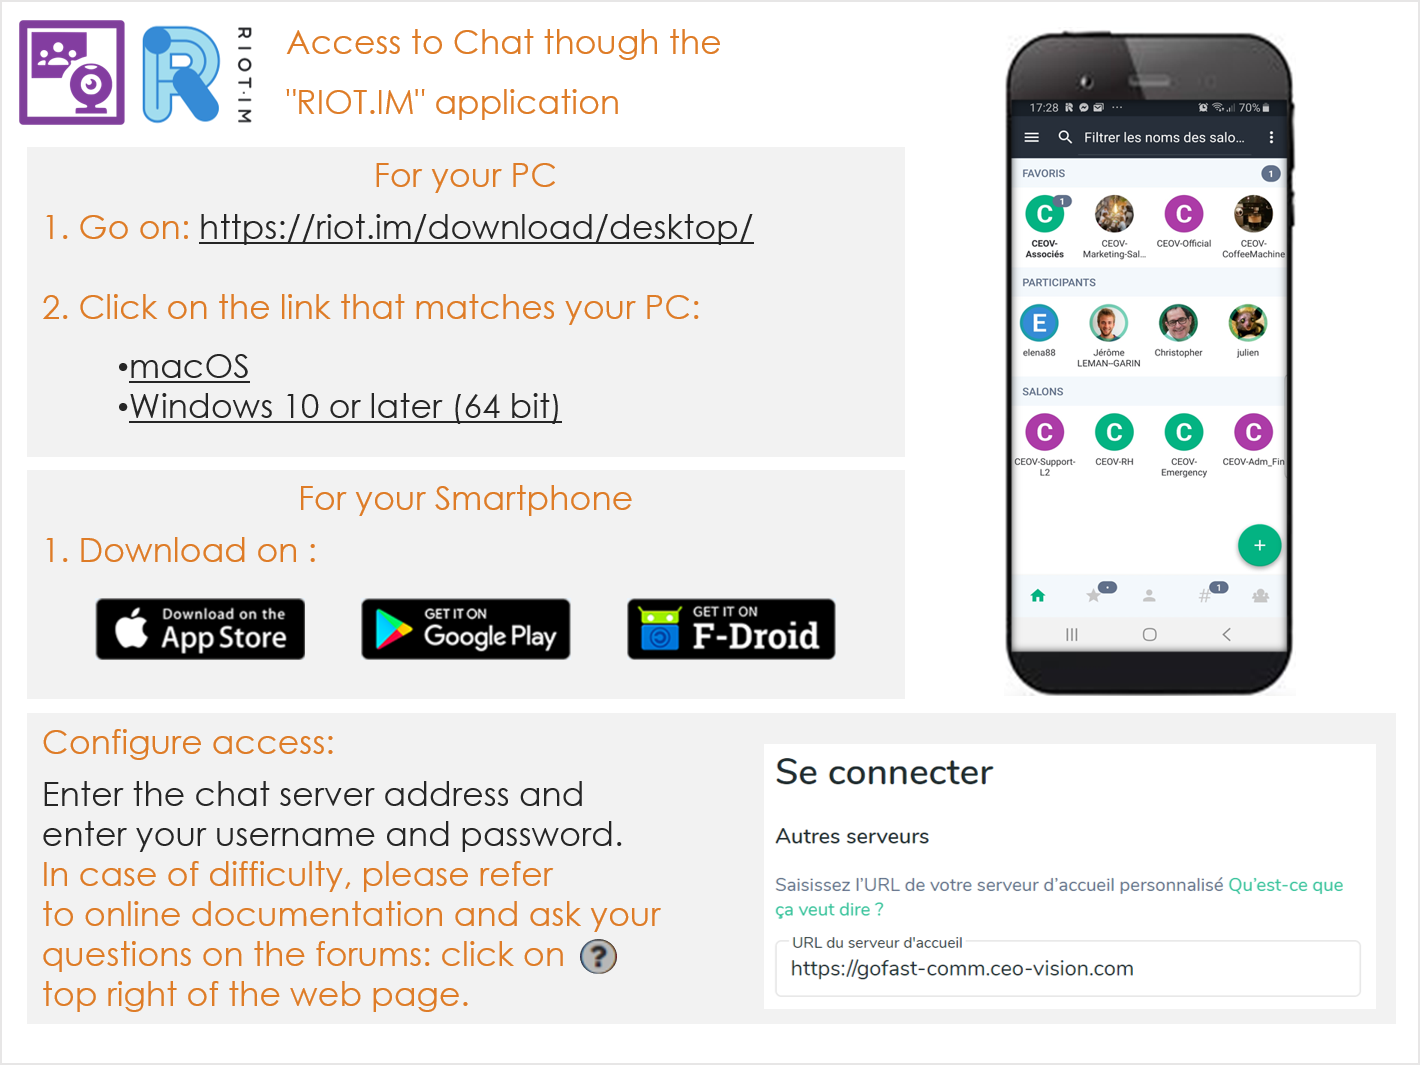 RIOT.IM
Access to Chat though the
"RIOT.IM" application
For your PC
1. Go on: https://riot.im/download/desktop/
2. Click on the link that matches your PC:
•macOS
•Windows 10 or later (64 bit)
For your Smartphone
1. Download on :
Download on the
App Store
GET IT ON
Google Play
GET IT ON
F-Droid
17:28
70%
Filtrer les noms des salo...
FAVORIS
1
C
1
C
CEOV-
Associés
CEOV-
Marketing-Sal...
CEOV-Official
CEOV-
CoffeeMachine
PARTICIPANTS
E
elena88
Jérôme
LEMAN--GARIN
Christopher
julien
SALONS
C
C
C
C
CEOV-Support-
L2
CEOV-RH
CEOV-
Emergency
CEOV-Adm_Fin
+
1
#
Configure access:
Enter the chat server address and
enter your username and password.
In case of difficulty, please refer
to online documentation and ask your
questions on the forums: click on ?
top right of the web page.
Se connecter
Autres serveurs
Saisissez l'URL de votre serveur d'accueil personnalisé Qu'est-ce que
ça veut dire ?
URL du serveur d'accueil
https://gofast-comm.ceo-vision.com